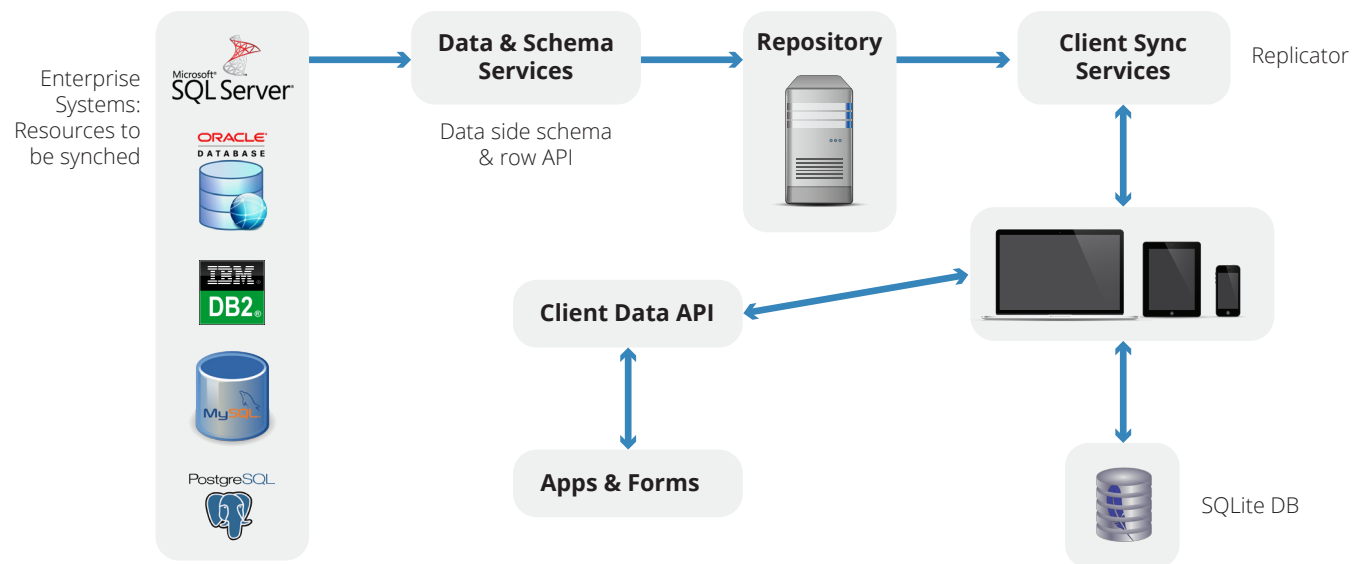 Enterprise
Systems:
Resources to
be synched
Microsoft®
SQL Server®
ORACLE®
DATABASE
IBM®
DB2®
MySQL
PostgreSQL
Data & Schema
Services
Data side schema
& row API
Repository
Client Sync
Services
Replicator
Client Data API
Apps & Forms
SQLite DB